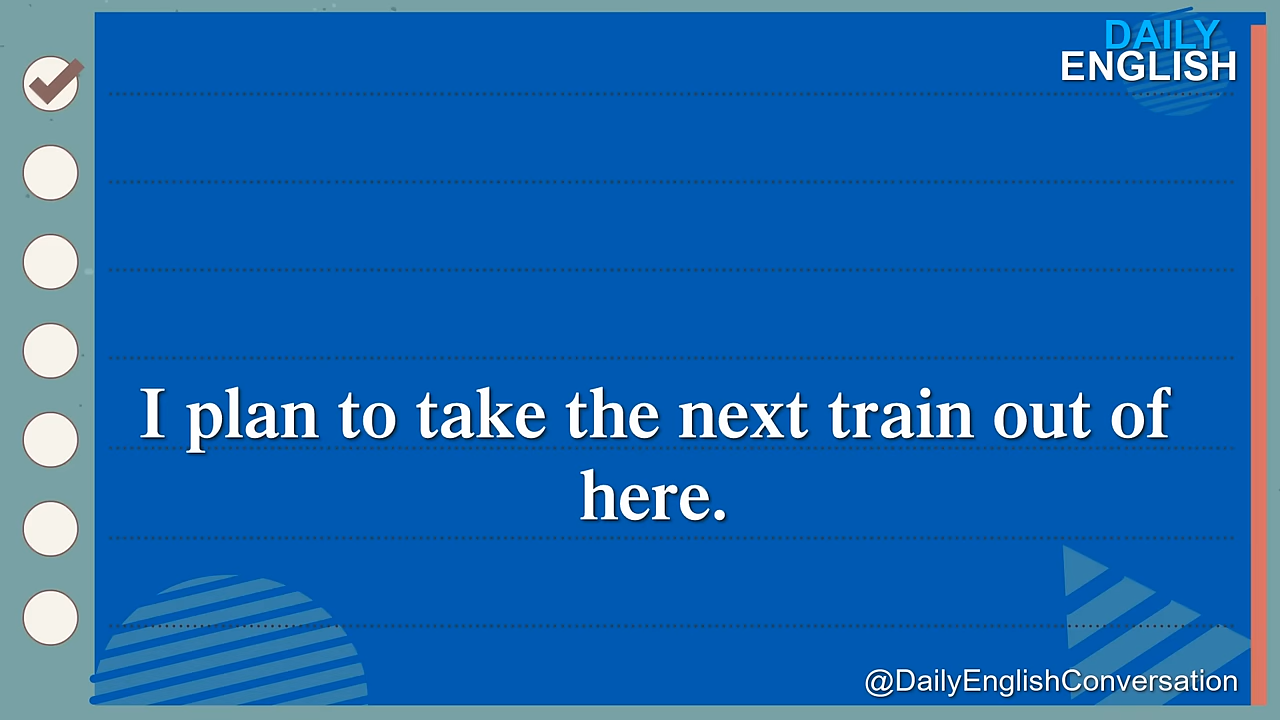 DAILY
ENGLISH
I plan to take the next train out of
here.
@DailyEnglishConversation